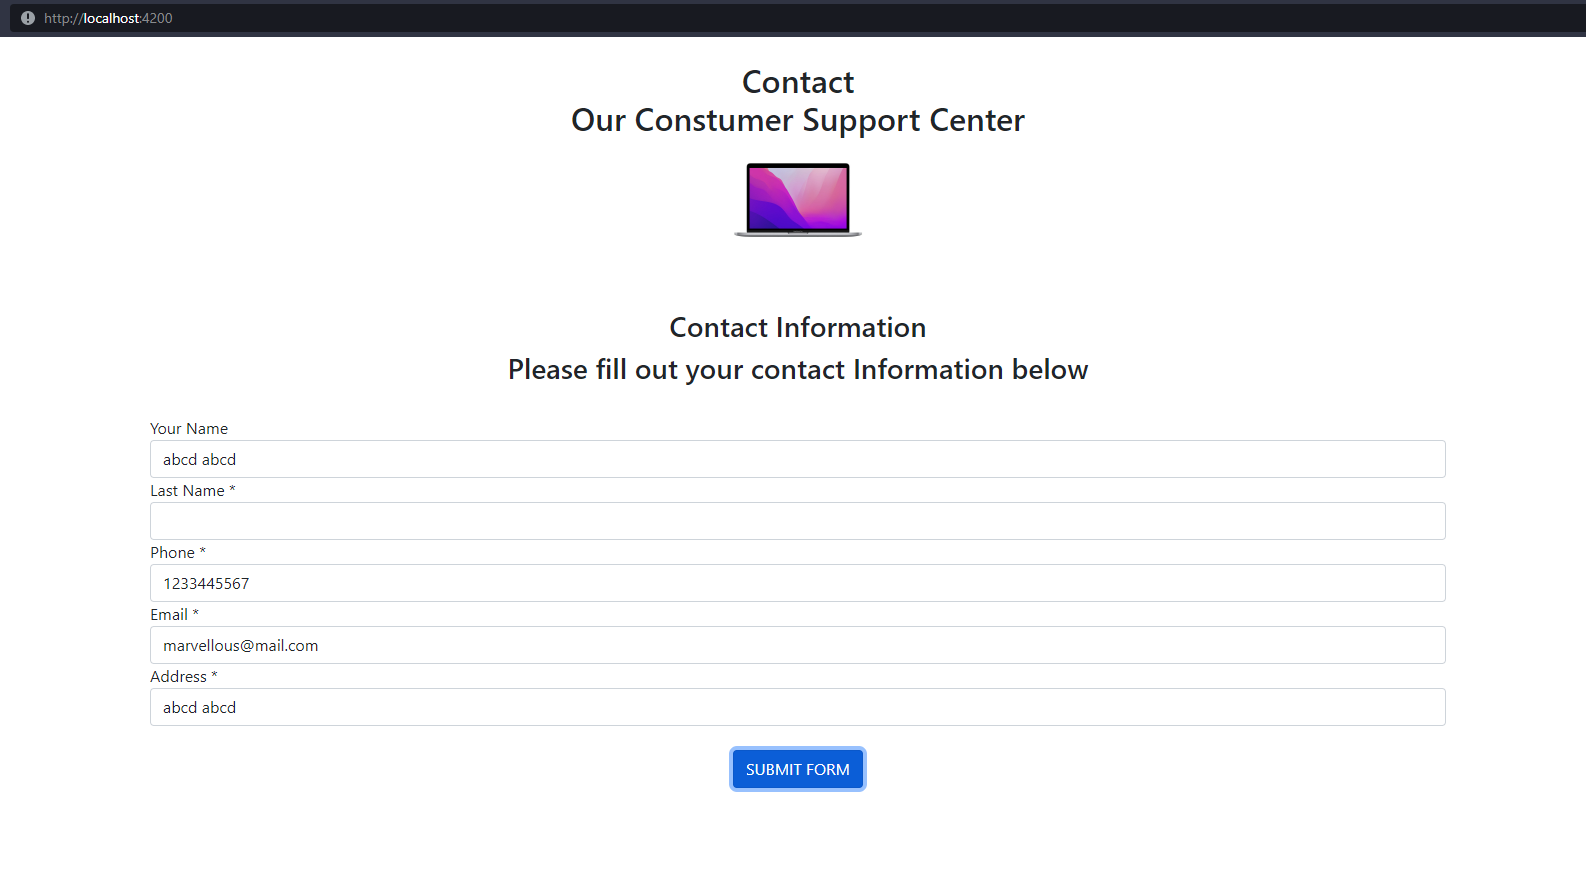 http://localhost:4200
Contact
Our Constumer Support Center
Contact Information
Please fill out your contact Information below
Your Name
abcd abcd
Last Name *
Phone *
1233445567
Email *
marvellous@mail.com
Address *
abcd abcd
SUBMIT FORM